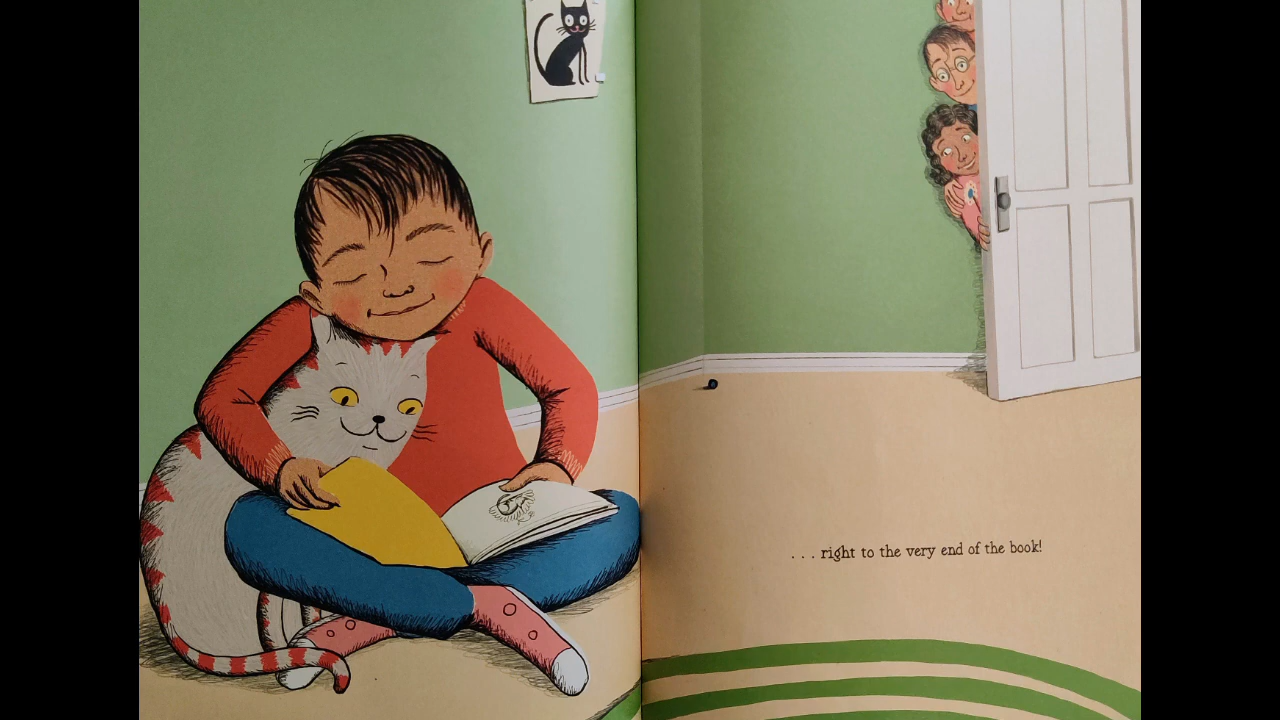 . . . right to the very end of the book!